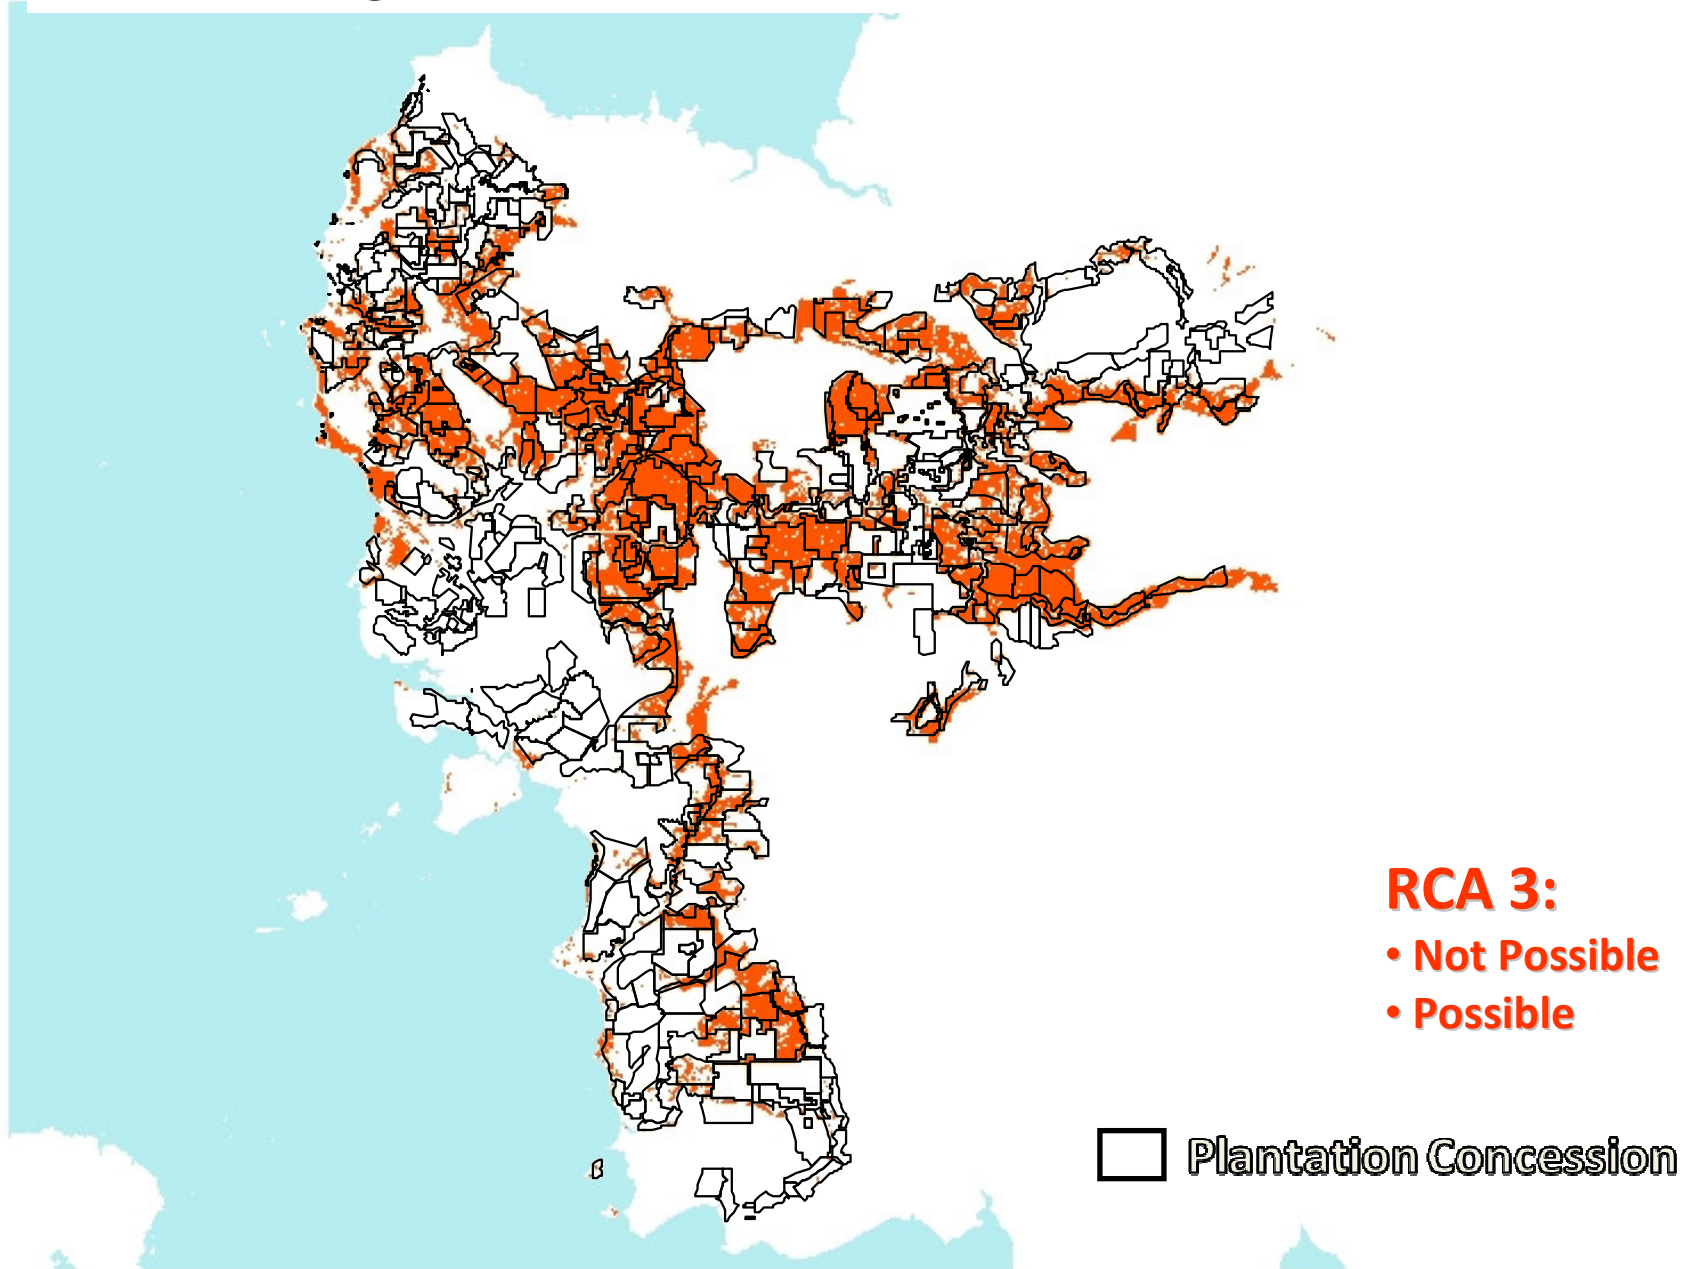 RCA 3:
• Not Possible
• Possible
Plantation Concession